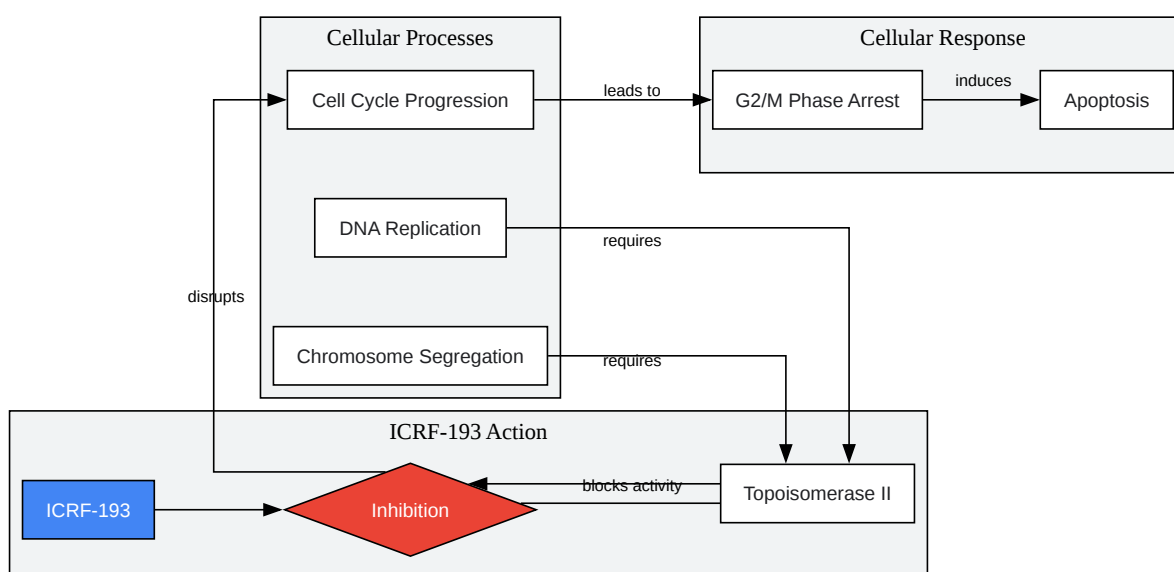 Cellular Processes
Cellular Response
Cell Cycle Progression
leads to
G2/M Phase Arrest
induces
Apoptosis
DNA Replication
requires
disrupts
Chromosome Segregation
requires
ICRF-193 Action
ICRF-193
Inhibition
blocks activity
Topoisomerase II